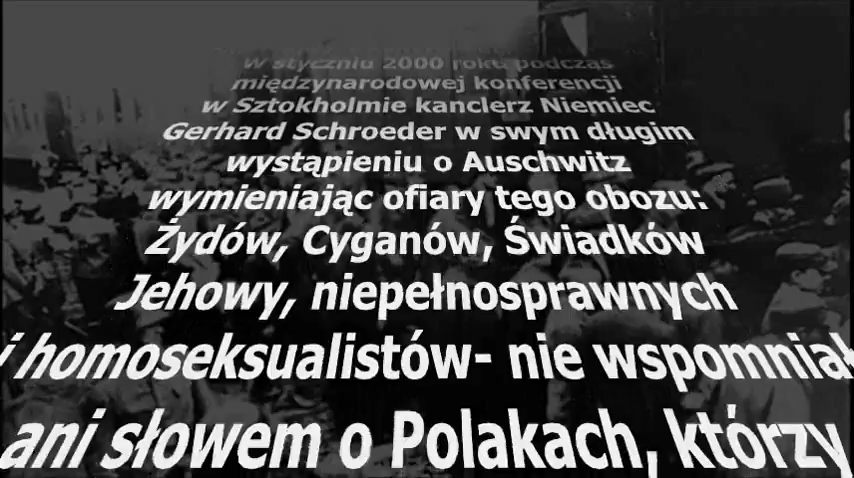 W styczniu 2000 roku podczas
międzynarodowej konferencji
w Sztokholmie kanclerz Niemiec
Gerhard Schroeder w swym długim
wystąpieniu o Auschwitz
wymieniając ofiary tego obozu:
Żydów, Cyganów, Świadków
Jehowy, niepełnosprawnych
i homoseksualistów- nie wspomniał
ani słowem o Polakach, którzy